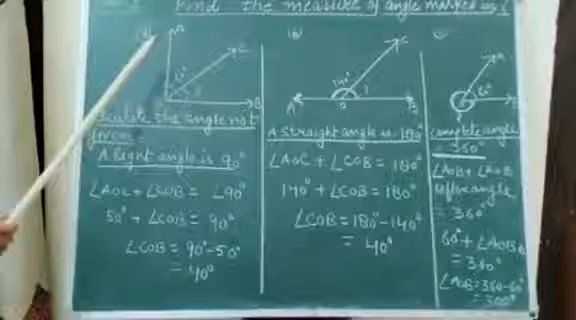 Find the measure of angle marked as ?
(a)
A
C
B
50°
?
Calculate the angle not
given
A Right angle is 90°
∠AOC + ∠COB = ∠90°
50° + ∠COB = 90°
∠COB = 90° - 50°
= 40°
(b)
C
140°
?
A
O
B
A straight angle is 180°
∠AOC + ∠COB = 180°
140° + ∠COB = 180°
∠COB = 180° - 140°
= 40°
A
60°
B
Complete angle
= 360°
∠AOB + ∠AOB
reflex angle
= 360°
60° + ∠AOB
= 360°
∠AOB = 360 - 60°
= 300°